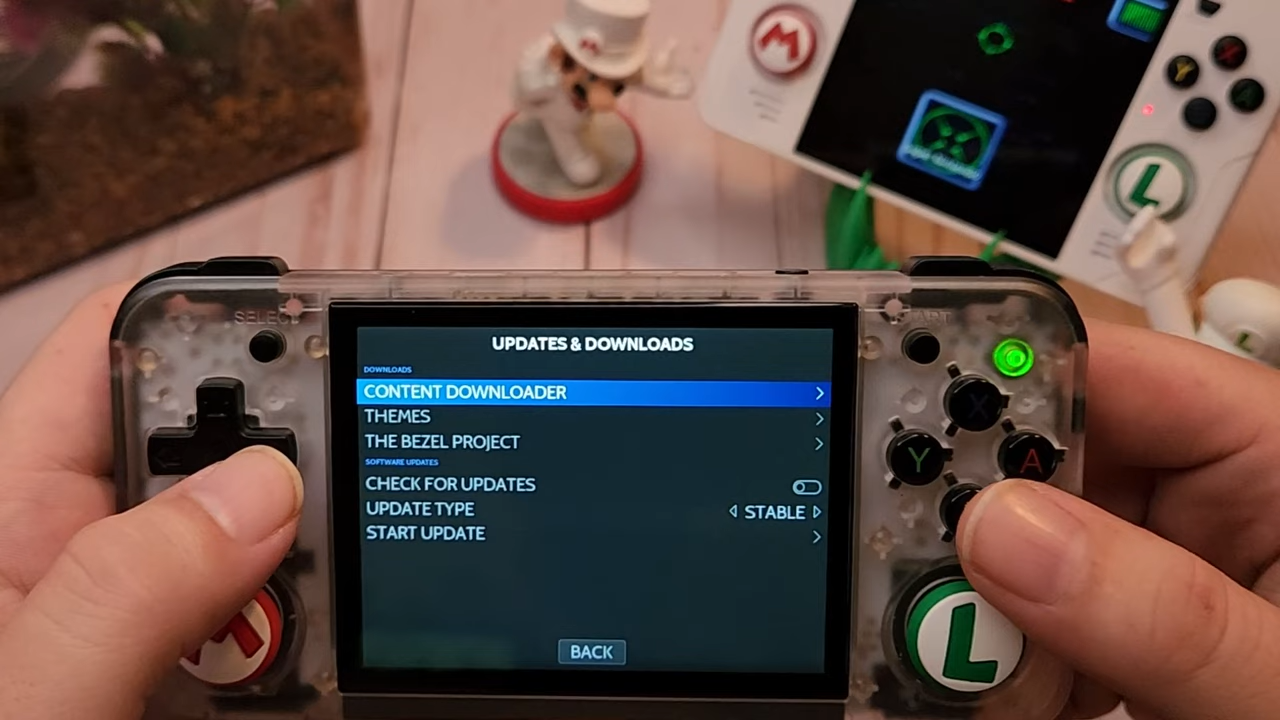 M
Y
X
A
L
SELECT
START
UPDATES & DOWNLOADS
DOWNLOADS
CONTENT DOWNLOADER
THEMES
THE BEZEL PROJECT
SOFTWARE UPDATES
CHECK FOR UPDATES
UPDATE TYPE
STABLE
START UPDATE
BACK
X
Y
A
M
L